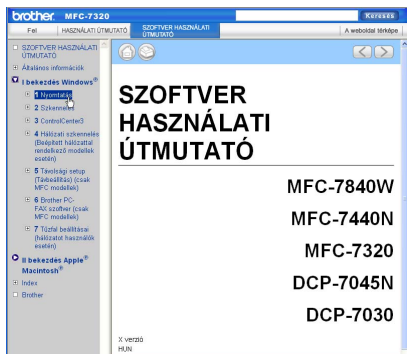 brother MFC-7320
Keresés
Fel
HASZNÁLATI ÚTMUTATÓ
SZOFTVER HASZNÁLATI
ÚTMUTATÓ
A weboldal térképe
SZOFTVER HASZNÁLATI
ÚTMUTATÓ
Általános információk
I bekezdés Windows®
1 Nyomtatás
2 Szkennelés
3 ControlCenter3
4 Hálózati szkennelés
(Beépített hálózattal
rendelkező modellek
esetén)
5 Távolsági setup
(Távbeállítás) (csak
MFC modellek)
6 Brother PC-
FAX szoftver (csak
MFC modellek)
7 Tűzfal beállításai
(hálózatot használók
esetén)
II bekezdés Apple®
Macintosh®
Index
Brother
SZOFTVER
HASZNÁLATI
ÚTMUTATÓ
MFC-7840W
MFC-7440N
MFC-7320
DCP-7045N
DCP-7030
X verzió
HUN